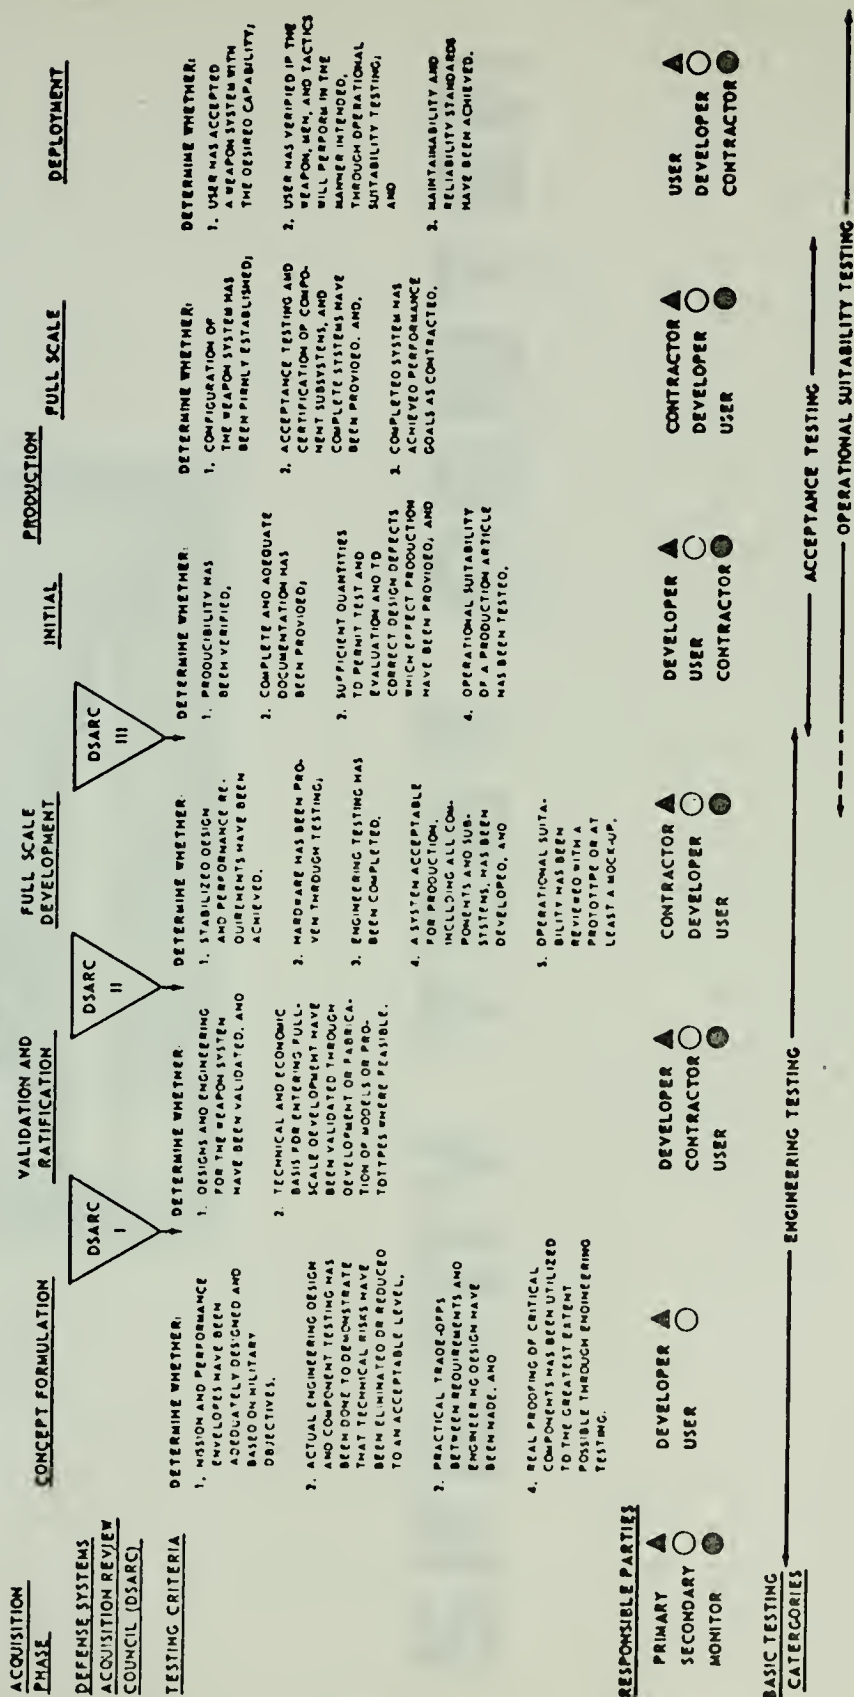 ACQUISITION
PHASE
CONCEPT FORMULATION
VALIDATION AND
RATIFICATION
FULL SCALE
DEVELOPMENT
PRODUCTION
INITIAL
FULL SCALE
DEPLOYMENT
DEFENSE SYSTEMS
ACQUISITION REVIEW
COUNCIL (DSARC)
DSARC
I
DSARC
II
DSARC
III
TESTING CRITERIA
DETERMINE WHETHER:
1. MISSION AND PERFORMANCE
ENVELOPES HAVE BEEN
ADEQUATELY DESIGNED AND
BASED ON MILITARY
OBJECTIVES.
2. ACTUAL ENGINEERING DESIGN
AND COMPONENT TESTING HAS
BEEN DONE TO DEMONSTRATE
THAT TECHNICAL RISKS HAVE
BEEN ELIMINATED OR REDUCED
TO AN ACCEPTABLE LEVEL,
3. PRACTICAL TRADE-OFFS
BETWEEN REQUIREMENTS AND
ENGINEERING DESIGN HAVE
BEEN MADE, AND
4. REAL PROOFING OF CRITICAL
COMPONENTS HAS BEEN UTILIZED
TO THE GREATEST EXTENT
POSSIBLE THROUGH ENGINEERING
TESTING.
DETERMINE WHETHER:
1. DESIGNS AND ENGINEERING
FOR THE WEAPON SYSTEM
HAVE BEEN VALIDATED, AND
2. TECHNICAL AND ECONOMIC
BASIS FOR ENTERING FULL-
SCALE DEVELOPMENT HAVE
BEEN VALIDATED THROUGH
DEVELOPMENT OR FABRICA-
TION OF MODELS OR PRO-
TOTYPES WHERE FEASIBLE.
DETERMINE WHETHER:
1. STABILIZED DESIGN
AND PERFORMANCE RE-
QUIREMENTS HAVE BEEN
ACHIEVED,
2. HARDWARE HAS BEEN PRO-
VEN THROUGH TESTING;
3. ENGINEERING TESTING HAS
BEEN COMPLETED,
4. A SYSTEM ACCEPTABLE
FOR PRODUCTION,
INCLUDING ALL COM-
PONENTS AND SUB-
SYSTEMS, HAS BEEN
DEVELOPED, AND
5. OPERATIONAL SUITA-
BILITY HAS BEEN
REVIEWED WITH A
PROTOTYPE OR AT
LEAST A MOCK-UP.
DETERMINE WHETHER:
1. PRODUCIBILITY HAS
BEEN VERIFIED,
2. COMPLETE AND ADEQUATE
DOCUMENTATION HAS
BEEN PROVIDED;
3. SUFFICIENT QUANTITIES
TO PERMIT TEST AND
EVALUATION AND TO
CORRECT DESIGN DEFECTS
WHICH EFFECT PRODUCTION
HAVE BEEN PROVIDED; AND
4. OPERATIONAL SUITABILITY
OF A PRODUCTION ARTICLE
HAS BEEN TESTED.
DETERMINE WHETHER:
1. CONFIGURATION OF
THE WEAPON SYSTEM HAS
BEEN FIRMLY ESTABLISHED;
2. ACCEPTANCE TESTING AND
CERTIFICATION OF COMPO-
NENT SUBSYSTEMS, AND
COMPLETE SYSTEMS HAVE
BEEN PROVIDED, AND,
3. COMPLETED SYSTEM HAS
ACHIEVED PERFORMANCE
GOALS AS CONTRACTED.
DETERMINE WHETHER:
1. USER HAS ACCEPTED
A WEAPON SYSTEM WITH
THE DESIRED CAPABILITY;
2. USER HAS VERIFIED IF THE
WEAPON, MEN, AND TACTICS
WILL PERFORM IN THE
MANNER INTENDED,
THROUGH OPERATIONAL
SUITABILITY TESTING;
AND
3. MAINTAINABILITY AND
RELIABILITY STANDARDS
HAVE BEEN ACHIEVED.
RESPONSIBLE PARTIES
PRIMARY
SECONDARY
MONITOR
DEVELOPER
USER
DEVELOPER
CONTRACTOR
USER
CONTRACTOR
DEVELOPER
USER
DEVELOPER
USER
CONTRACTOR
CONTRACTOR
DEVELOPER
USER
USER
DEVELOPER
CONTRACTOR
BASIC TESTING
CATERGORIES
ENGINEERING TESTING
ACCEPTANCE TESTING
OPERATIONAL SUITABILITY TESTING